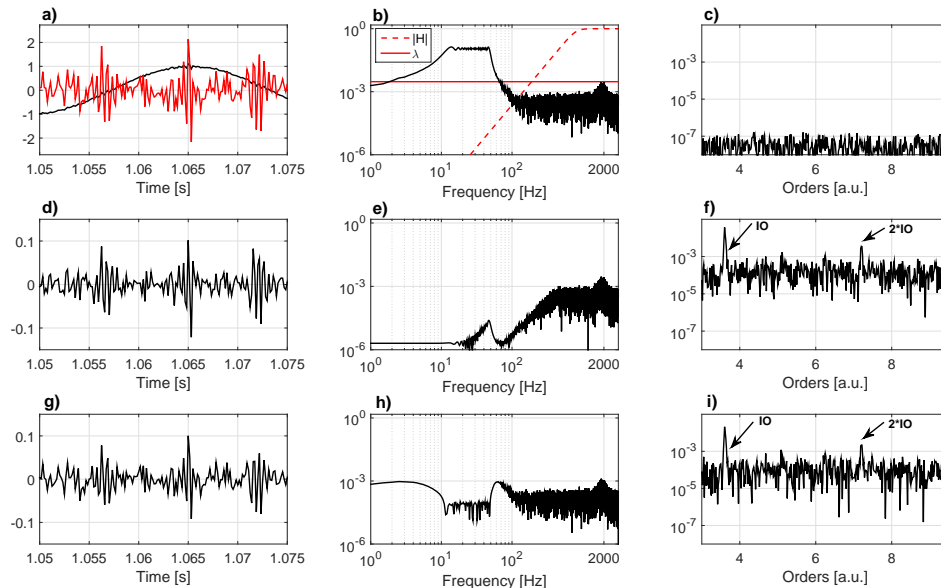 a)
2
1
0
-1
-2
1.05 1.055 1.06 1.065 1.07 1.075
Time [s]
b)
|H|
λ
10^0
10^-3
10^-6
10^0 10^1 10^2 2000
Frequency [Hz]
c)
10^-3
10^-5
10^-7
4 6 8
Orders [a.u.]
d)
0.1
0
-0.1
1.05 1.055 1.06 1.065 1.07 1.075
Time [s]
e)
10^0
10^-3
10^-6
10^0 10^1 10^2 2000
Frequency [Hz]
f)
IO
2*IO
10^-3
10^-5
10^-7
4 6 8
Orders [a.u.]
g)
0.1
0
-0.1
1.05 1.055 1.06 1.065 1.07 1.075
Time [s]
h)
10^0
10^-3
10^-6
10^0 10^1 10^2 2000
Frequency [Hz]
i)
IO
2*IO
10^-3
10^-5
10^-7
4 6 8
Orders [a.u.]